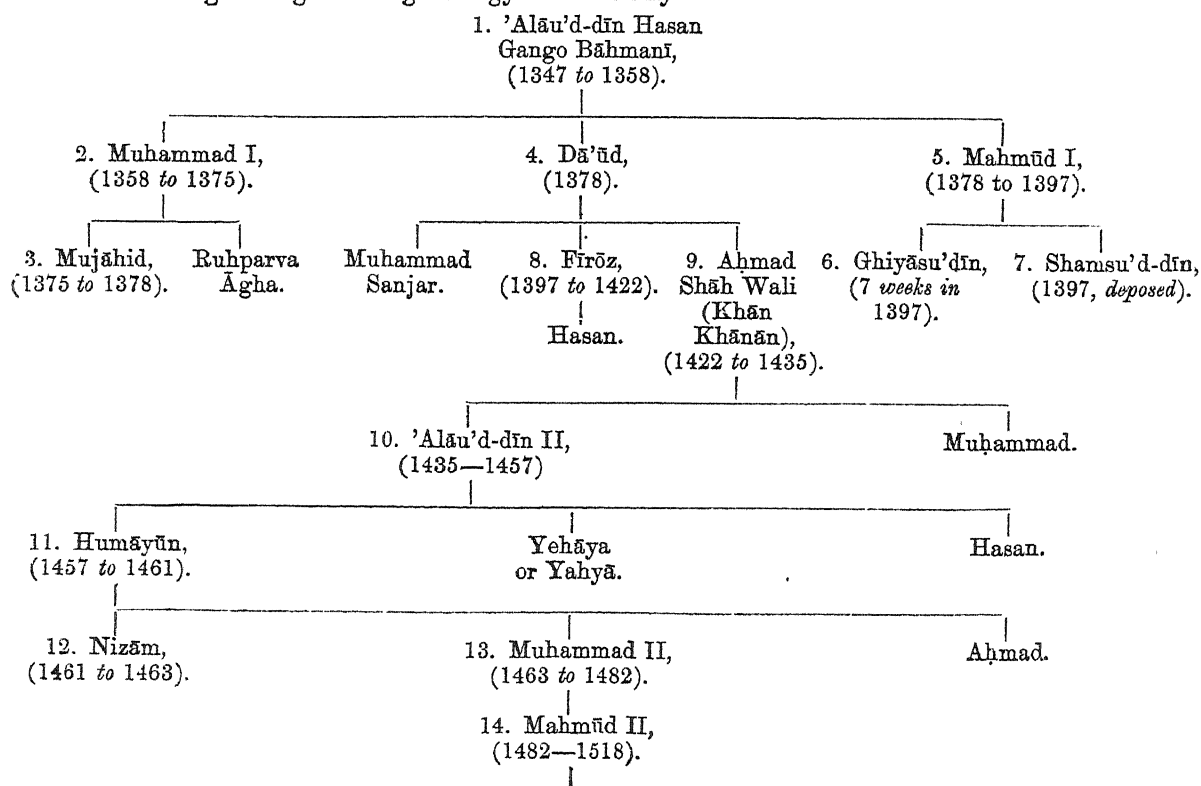 1. ’Alāu’d-dīn Hasan
Gango Bāhmanī,
(1347 to 1358).
2. Muhammad I,
(1358 to 1375).
4. Dā’ūd,
(1378).
5. Mahmūd I,
(1378 to 1397).
3. Mujāhid,
(1375 to 1378).
Ruhparva
Āgha.
Muhammad
Sanjar.
8. Fīrōz,
(1397 to 1422).
Hasan.
9. Aḥmad
Shāh Wali
(Khān
Khānān),
(1422 to 1435).
6. Ghiyāsu’dīn,
(7 weeks in
1397).
7. Shamsu’d-dīn,
(1397, deposed).
10. ’Alāu’d-dīn II,
(1435—1457)
Muḥammad.
11. Humāyūn,
(1457 to 1461).
Yehāya
or Yahyā.
Hasan.
12. Nizām,
(1461 to 1463).
13. Muhammad II,
(1463 to 1482).
Aḥmad.
14. Mahmūd II,
(1482—1518).